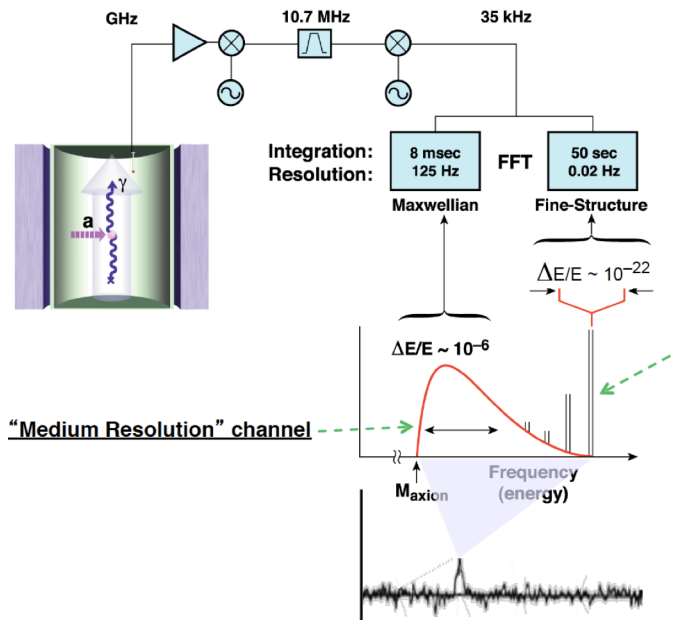 GHz
10.7 MHz
35 kHz
Integration:
Resolution:
8 msec
125 Hz
FFT
50 sec
0.02 Hz
Maxwellian
Fine-Structure
γ
a
ΔE/E ~ 10⁻²²
ΔE/E ~ 10⁻⁶
“Medium Resolution” channel
Maxion
Frequency
(energy)